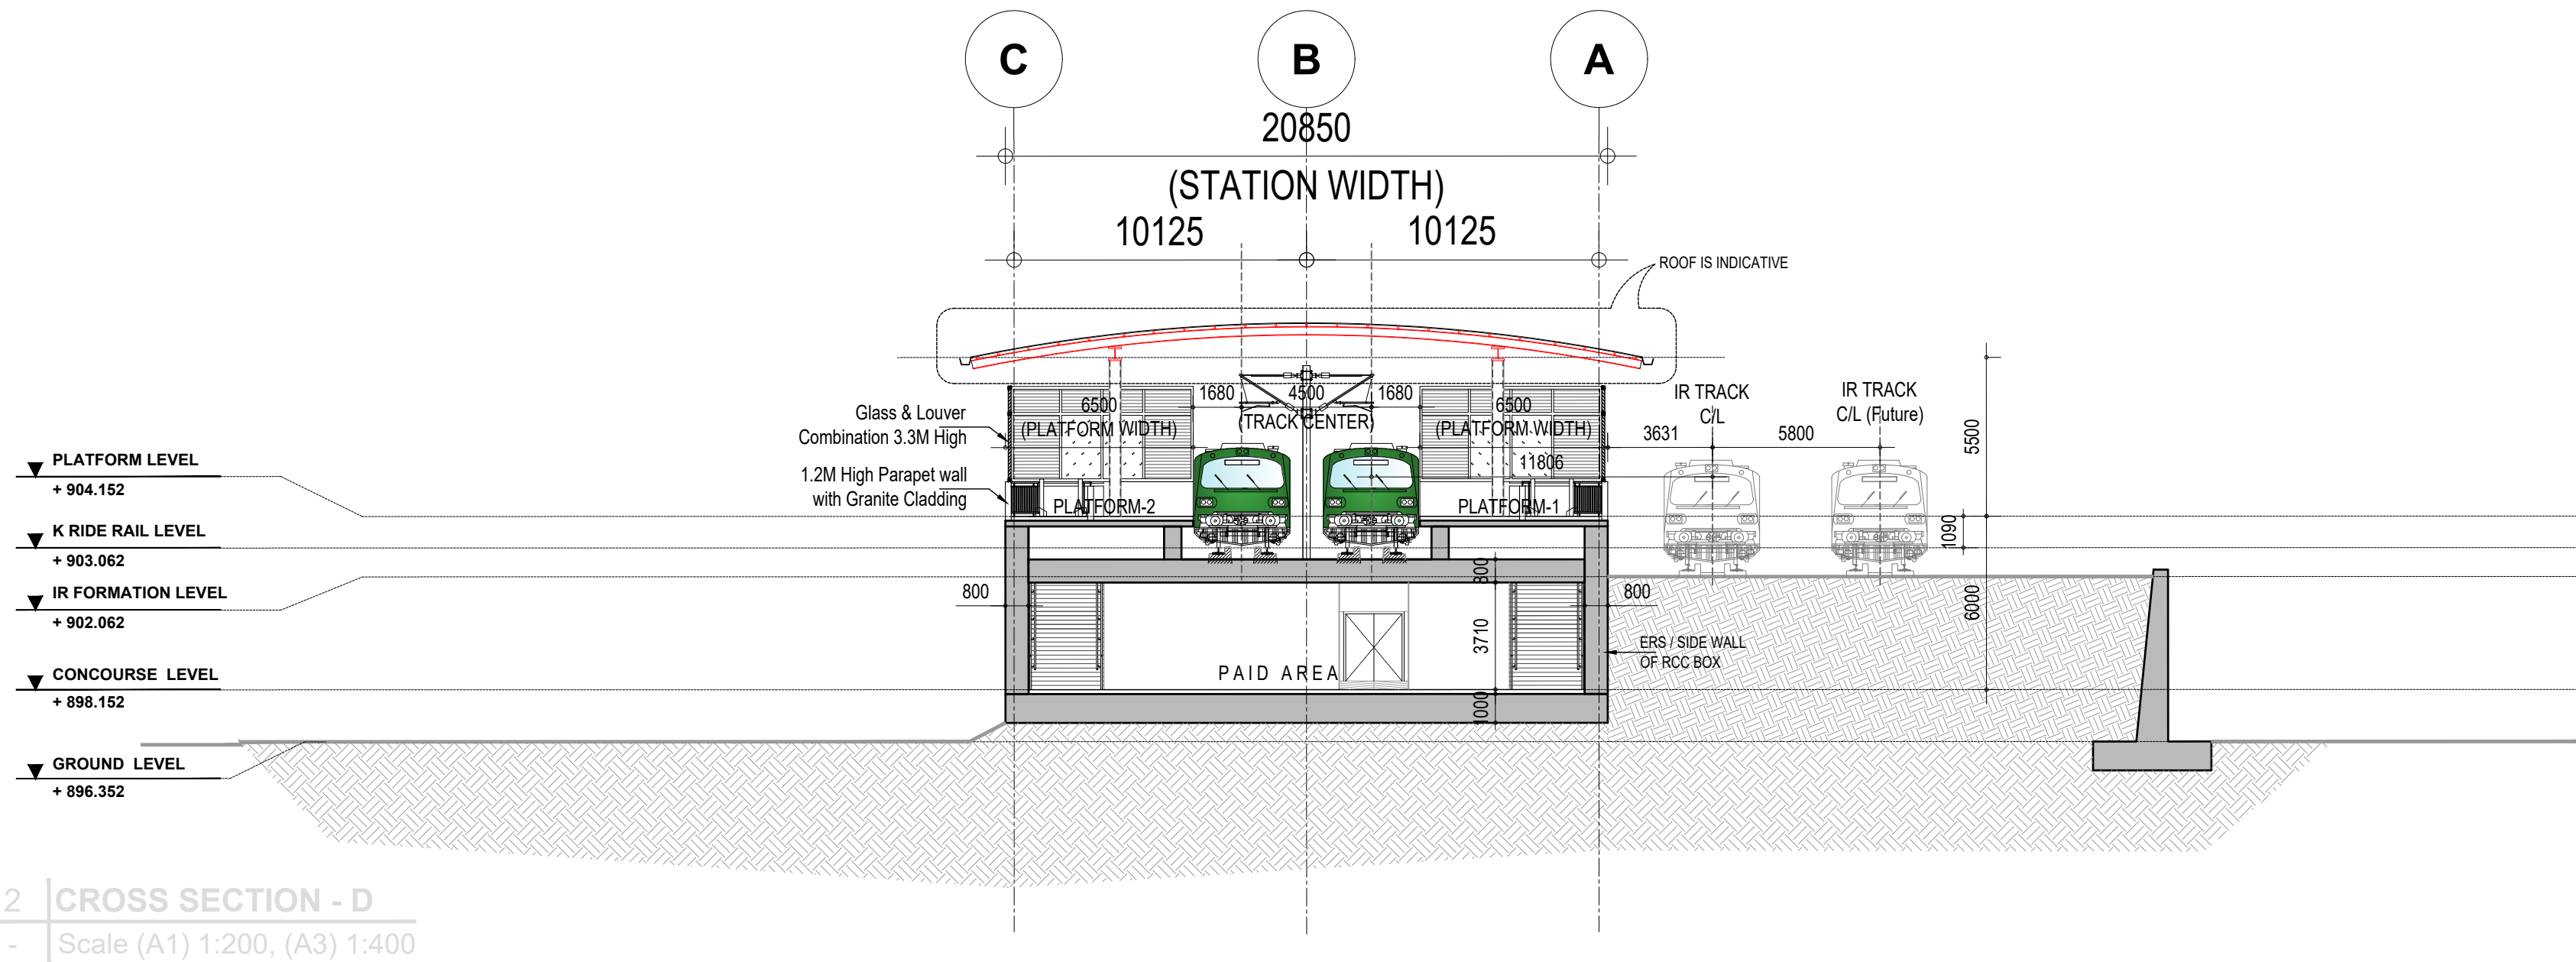 C
B
A
20850
(STATION WIDTH)
10125
10125
ROOF IS INDICATIVE
1680
4500
1680
6500
6500
(PLATFORM WIDTH)
(TRACK CENTER)
(PLATFORM WIDTH)
IR TRACK
C/L
IR TRACK
C/L (Future)
3631
5800
5500
Glass & Louver
Combination 3.3M High
1.2M High Parapet wall
with Granite Cladding
11806
PLATFORM-2
PLATFORM-1
PLATFORM LEVEL
+ 904.152
K RIDE RAIL LEVEL
+ 903.062
IR FORMATION LEVEL
+ 902.062
CONCOURSE LEVEL
+ 898.152
GROUND LEVEL
+ 896.352
1090
800
800
800
6000
3710
ERS / SIDE WALL
OF RCC BOX
PAID AREA
1000
2
CROSS SECTION - D
-
Scale (A1) 1:200, (A3) 1:400